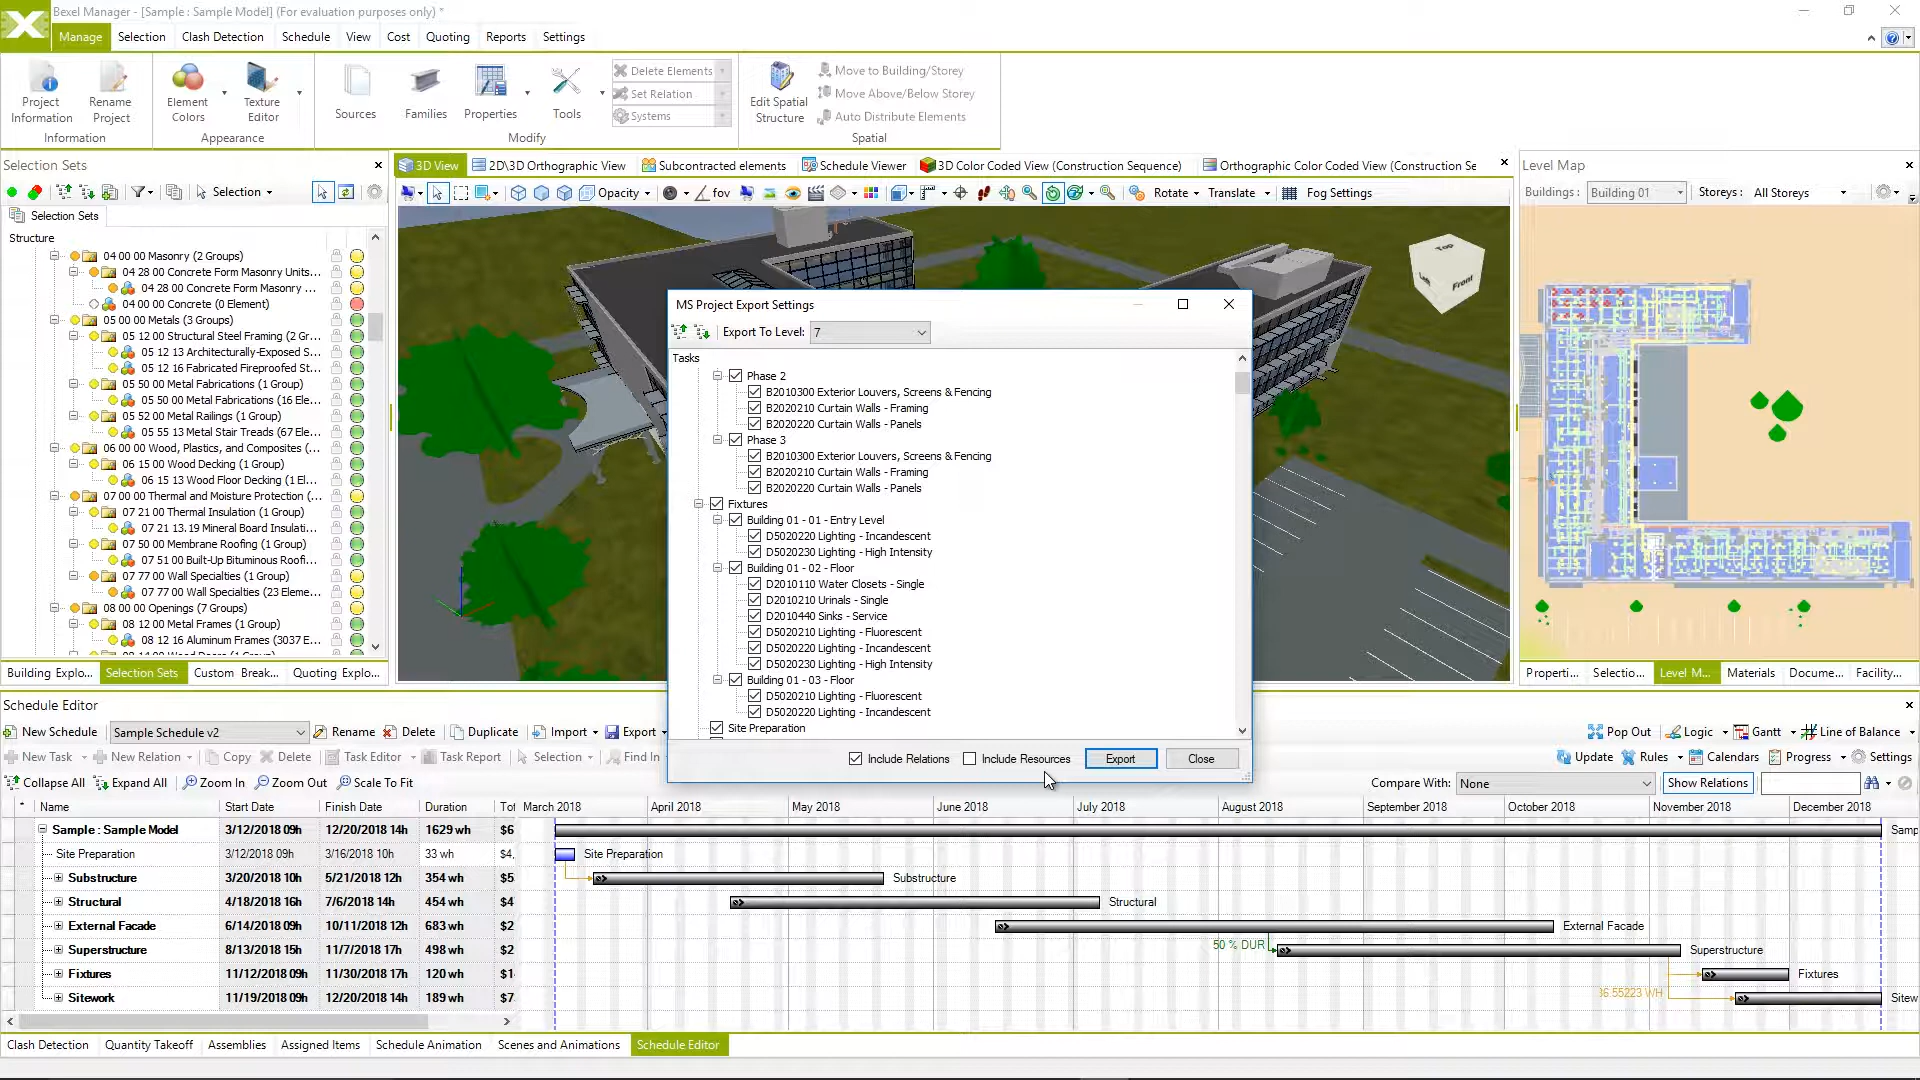 Bexel Manager - [Sample : Sample Model] (For evaluation purposes only) *
Manage Selection Clash Detection Schedule View Cost Quoting Reports Settings
Project Information
Rename Project
Element Colors
Texture Editor
Sources
Families
Properties
Tools
Delete Elements
Set Relation
Systems
Edit Spatial Structure
Move to Building/Storey
Move Above/Below Storey
Auto Distribute Elements
Information Appearance Modify Spatial
Selection Sets
Selection
Selection Sets
Structure
04 00 00 Masonry (2 Groups)
04 28 00 Concrete Form Masonry Units...
04 28 00 Concrete Form Masonry ...
04 00 00 Concrete (0 Element)
05 00 00 Metals (3 Groups)
05 12 00 Structural Steel Framing (2 Gr...
05 12 13 Architecturally-Exposed S...
05 12 16 Fabricated Fireproofed St...
05 50 00 Metal Fabrications (1 Group)
05 50 00 Metal Fabrications (16 Ele...
05 52 00 Metal Railings (1 Group)
05 55 13 Metal Stair Treads (67 Ele...
06 00 00 Wood, Plastics, and Composites (...
06 15 00 Wood Decking (1 Group)
06 15 13 Wood Floor Decking (1 El...
07 00 00 Thermal and Moisture Protection (...
07 21 00 Thermal Insulation (1 Group)
07 21 13.19 Mineral Board Insulati...
07 50 00 Membrane Roofing (1 Group)
07 51 00 Built-Up Bituminous Roofi...
07 77 00 Wall Specialties (1 Group)
07 77 00 Wall Specialties (23 Eleme...
08 00 00 Openings (7 Groups)
08 12 00 Metal Frames (1 Group)
08 12 16 Aluminum Frames (3037 E...
Building Explo... Selection Sets Custom Break... Quoting Explo...
3D View 2D\3D Orthographic View Subcontracted elements Schedule Viewer 3D Color Coded View (Construction Sequence) Orthographic Color Coded View (Construction Se
Opacity fov Rotate Translate Fog Settings
Top
Front
MS Project Export Settings
Export To Level: 7
Tasks
Phase 2
B2010300 Exterior Louvers, Screens & Fencing
B2020210 Curtain Walls - Framing
B2020220 Curtain Walls - Panels
Phase 3
B2010300 Exterior Louvers, Screens & Fencing
B2020210 Curtain Walls - Framing
B2020220 Curtain Walls - Panels
Fixtures
Building 01 - 01 - Entry Level
D5020220 Lighting - Incandescent
D5020230 Lighting - High Intensity
Building 01 - 02 - Floor
D2010110 Water Closets - Single
D2010210 Urinals - Single
D2010440 Sinks - Service
D5020210 Lighting - Fluorescent
D5020220 Lighting - Incandescent
D5020230 Lighting - High Intensity
Building 01 - 03 - Floor
D5020210 Lighting - Fluorescent
D5020220 Lighting - Incandescent
Site Preparation
Include Relations Include Resources Export Close
Level Map
Buildings : Building 01 Storeys : All Storeys
Properti... Selectio... Level M... Materials Docume... Facility...
Schedule Editor
New Schedule Sample Schedule v2 Rename Delete Duplicate Import Export Pop Out Logic Gantt Line of Balance
New Task New Relation Copy Delete Task Editor Task Report Selection Find In Update Rules Calendars Progress Settings
Collapse All Expand All Zoom In Zoom Out Scale To Fit Compare With: None Show Relations
* Name Start Date Finish Date Duration Tot March 2018 April 2018 May 2018 June 2018 July 2018 August 2018 September 2018 October 2018 November 2018 December 2018
Sample : Sample Model 3/12/2018 09h 12/20/2018 14h 1629 wh $6 Samp
Site Preparation 3/12/2018 09h 3/16/2018 10h 33 wh $4, Site Preparation
Substructure 3/20/2018 10h 5/21/2018 12h 354 wh $5 Substructure
Structural 4/18/2018 16h 7/6/2018 14h 454 wh $4 Structural
External Facade 6/14/2018 09h 10/11/2018 12h 683 wh $2 External Facade
Superstructure 8/13/2018 15h 11/7/2018 17h 498 wh $2 50 % DUR Superstructure
Fixtures 11/12/2018 09h 11/30/2018 17h 120 wh $1 Fixtures
Sitework 11/19/2018 09h 12/20/2018 14h 189 wh $7 36.55223 WH Sitew
Clash Detection Quantity Takeoff Assemblies Assigned Items Schedule Animation Scenes and Animations Schedule Editor